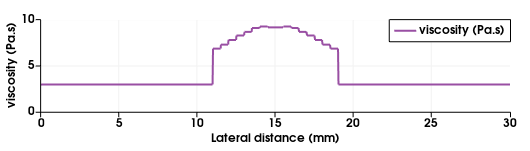 10
viscosity (Pa.s)
viscosity (Pa.s)
5
0
0 5 10 15 20 25 30
Lateral distance (mm)